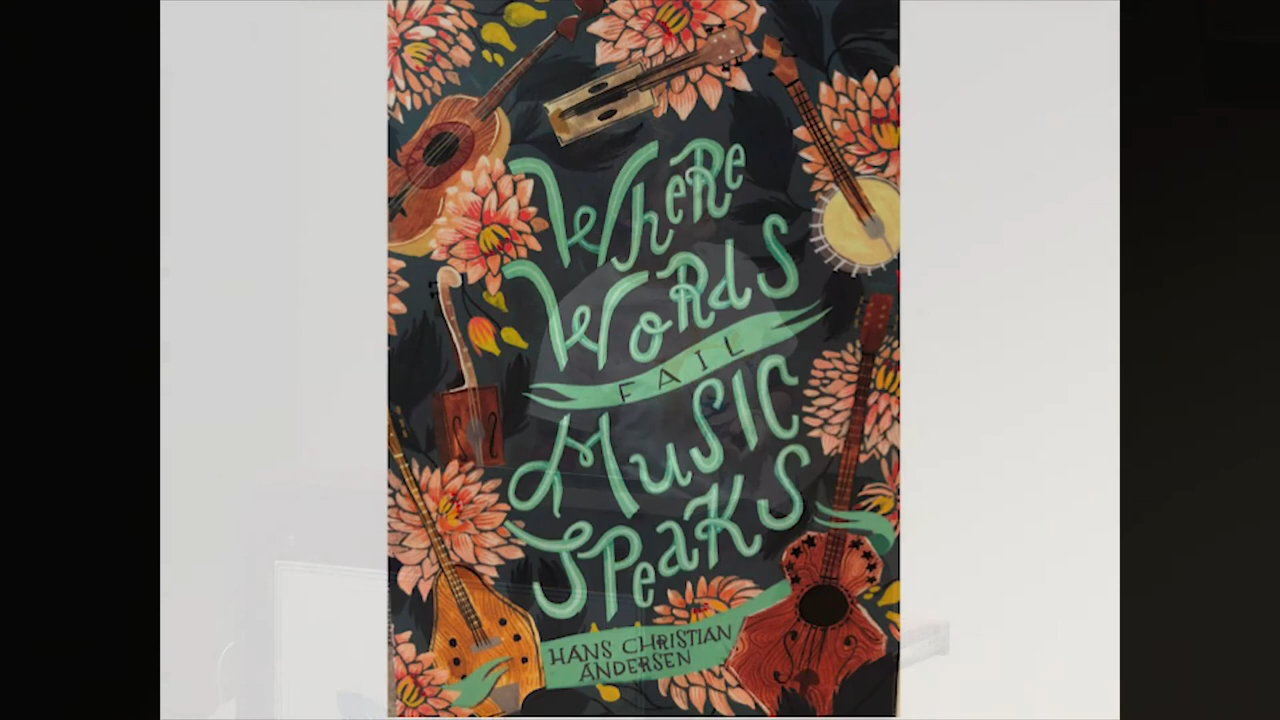 WheRe
WoRdS
FAIL
MuSIC
SPeaKS
HANS CHRISTIAN
ANDERSEN